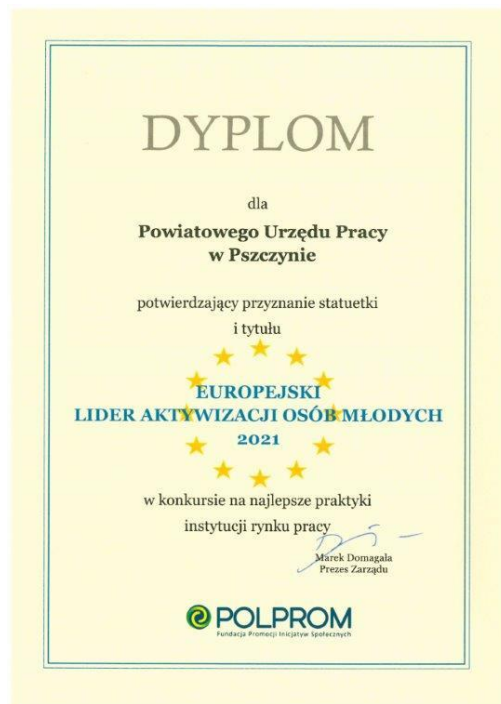 DYPLOM
dla
Powiatowego Urzędu Pracy
w Pszczynie
potwierdzający przyznanie statuetki
i tytułu
EUROPEJSKI
LIDER AKTYWIZACJI OSÓB MŁODYCH
2021
w konkursie na najlepsze praktyki
instytucji rynku pracy
Marek Domagała
Prezes Zarządu
POLPROM
Fundacja Promocji Inicjatyw Społecznych